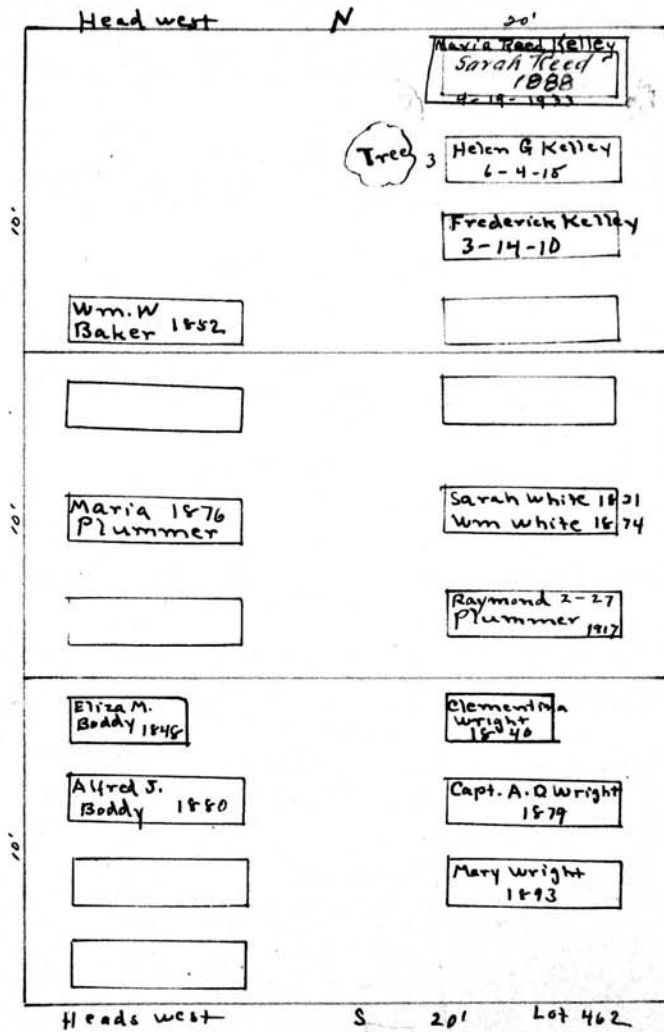 Head west N 20'
Maria Reed Kelley
Sarah Reed
1888
4-19-1933
Tree 3
Helen G Kelley
6-4-15
Frederick Kelley
3-14-10
10'
Wm. W
Baker 1852
Maria 1876
Plummer
Sarah White
Wm White 1874
10'
Raymond 2-27
Plummer 1917
Eliza M.
Boddy 1848
Clementina
Wright
1840
Alfred J.
Boddy 1880
Capt. A. Q Wright
1879
10'
Mary Wright
1893
Heads west S 20' Lot 462